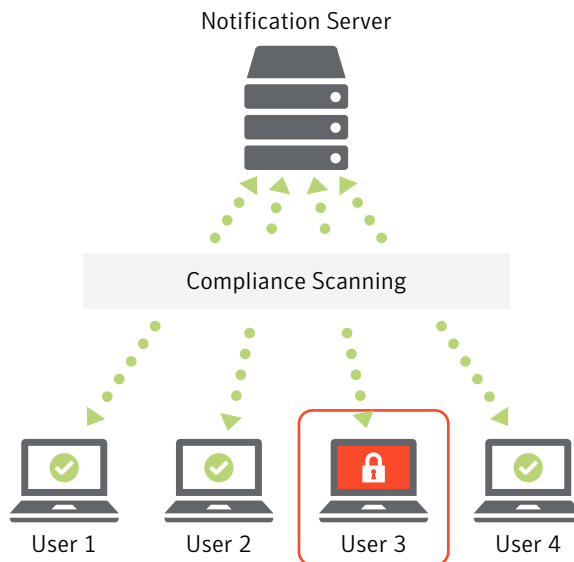 Notification Server
Compliance Scanning
User 1
User 2
User 3
User 4